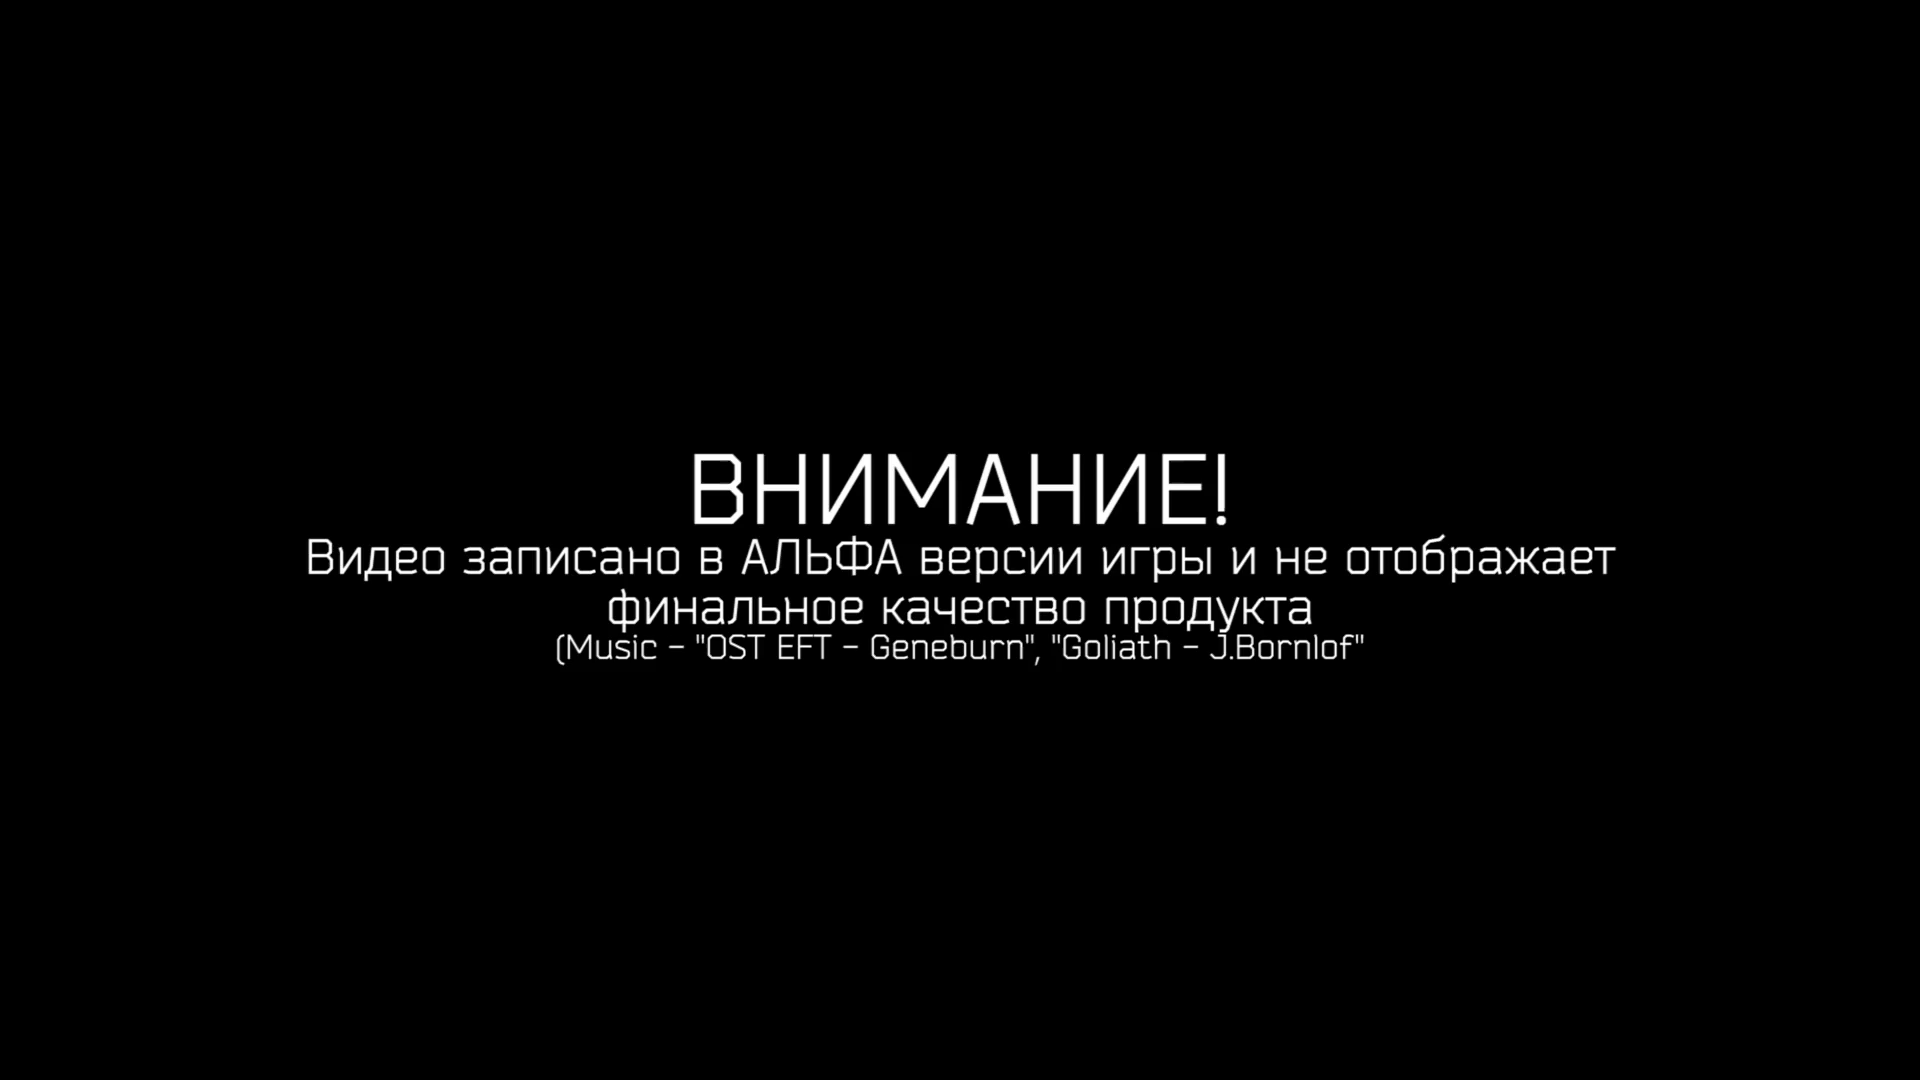 ВНИМАНИЕ!
Видео записано в АЛЬФА версии игры и не отображает
финальное качество продукта
(Music - "OST EFT - Geneburn", "Goliath - J.Bornlof"